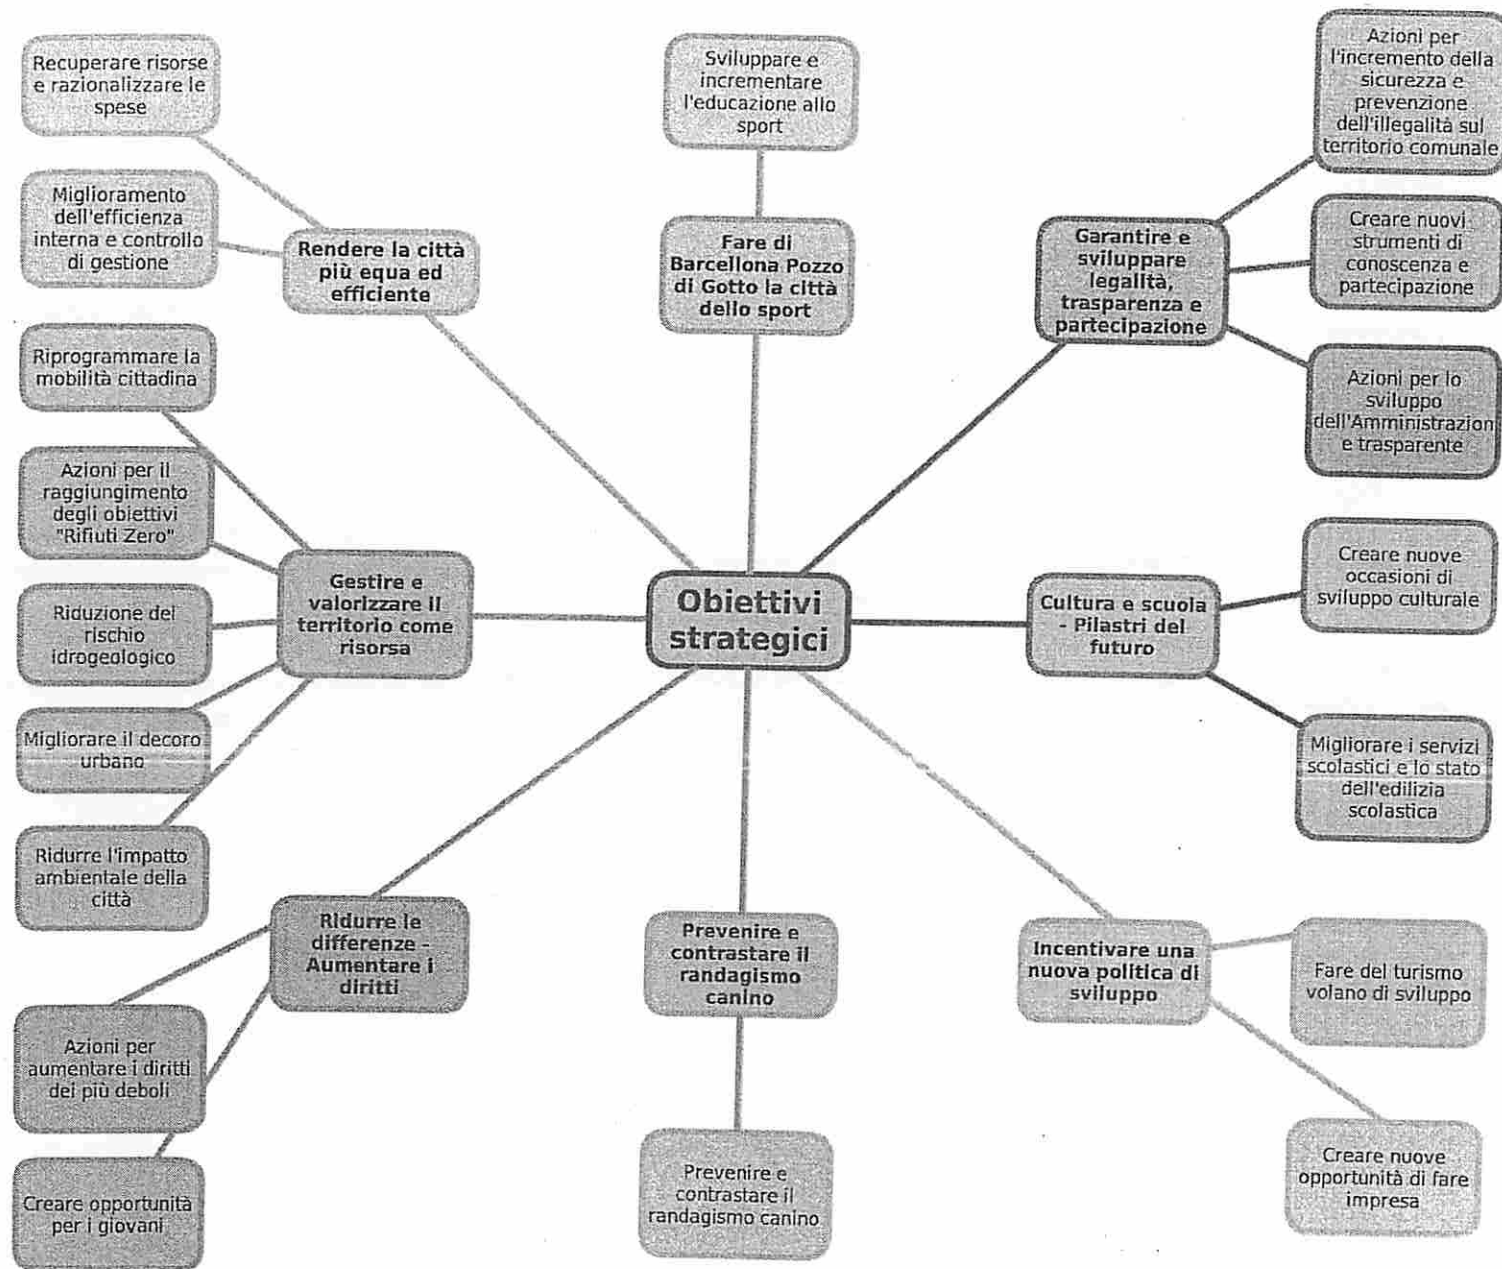 Recuperare risorse
e razionalizzare le
spese
Miglioramento
dell'efficienza
interna e controllo
di gestione
Rendere la città
più equa ed
efficiente
Sviluppare e
incrementare
l'educazione allo
sport
Fare di
Barcellona Pozzo
di Gotto la città
dello sport
Azioni per
l'incremento della
sicurezza e
prevenzione
dell'illegalità sul
territorio comunale
Creare nuovi
strumenti di
conoscenza e
partecipazione
Azioni per lo
sviluppo
dell'Amministrazion
e trasparente
Garantire e
sviluppare
legalità,
trasparenza e
partecipazione
Riprogrammare la
mobilità cittadina
Azioni per il
raggiungimento
degli obiettivi
"Rifiuti Zero"
Riduzione del
rischio
idrogeologico
Migliorare il decoro
urbano
Ridurre l'impatto
ambientale della
città
Gestire e
valorizzare il
territorio come
risorsa
Obiettivi
strategici
Cultura e scuola
- Pilastri del
futuro
Creare nuove
occasioni di
sviluppo culturale
Migliorare i servizi
scolastici e lo stato
dell'edilizia
scolastica
Ridurre le
differenze -
Aumentare i
diritti
Azioni per
aumentare i diritti
dei più deboli
Creare opportunità
per i giovani
Prevenire e
contrastare il
randagismo
canino
Prevenire e
contrastare il
randagismo canino
Incentivare una
nuova politica di
sviluppo
Fare del turismo
volano di sviluppo
Creare nuove
opportunità di fare
impresa